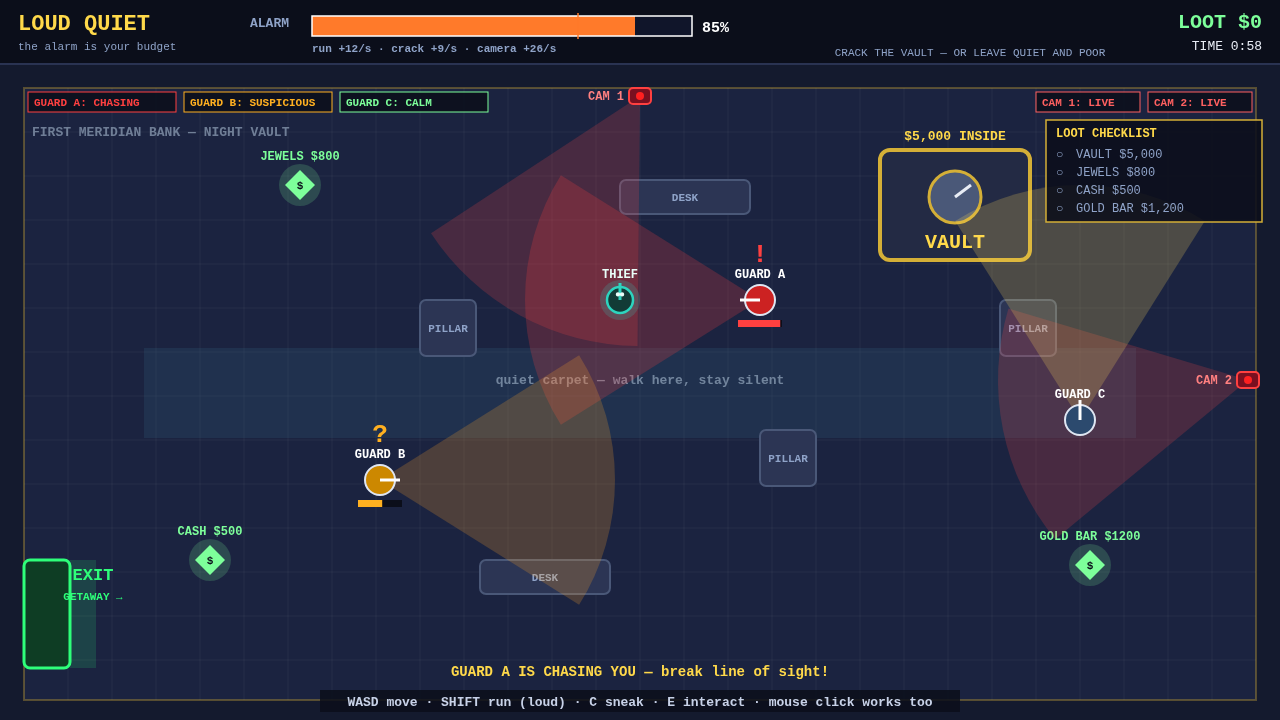 LOUD QUIET
the alarm is your budget
ALARM
85%
run +12/s · crack +9/s · camera +26/s
CRACK THE VAULT — OR LEAVE QUIET AND POOR
LOOT $0
TIME 0:58
GUARD A: CHASING
GUARD B: SUSPICIOUS
GUARD C: CALM
CAM 1
CAM 1: LIVE
CAM 2: LIVE
FIRST MERIDIAN BANK — NIGHT VAULT
$5,000 INSIDE
LOOT CHECKLIST
○ VAULT $5,000
○ JEWELS $800
○ CASH $500
○ GOLD BAR $1,200
JEWELS $800
$
DESK
VAULT
!
THIEF
GUARD A
PILLAR
PILLAR
quiet carpet — walk here, stay silent
CAM 2
GUARD C
?
GUARD B
PILLAR
CASH $500
$
GOLD BAR $1200
$
EXIT
GETAWAY →
DESK
GUARD A IS CHASING YOU — break line of sight!
WASD move · SHIFT run (loud) · C sneak · E interact · mouse click works too